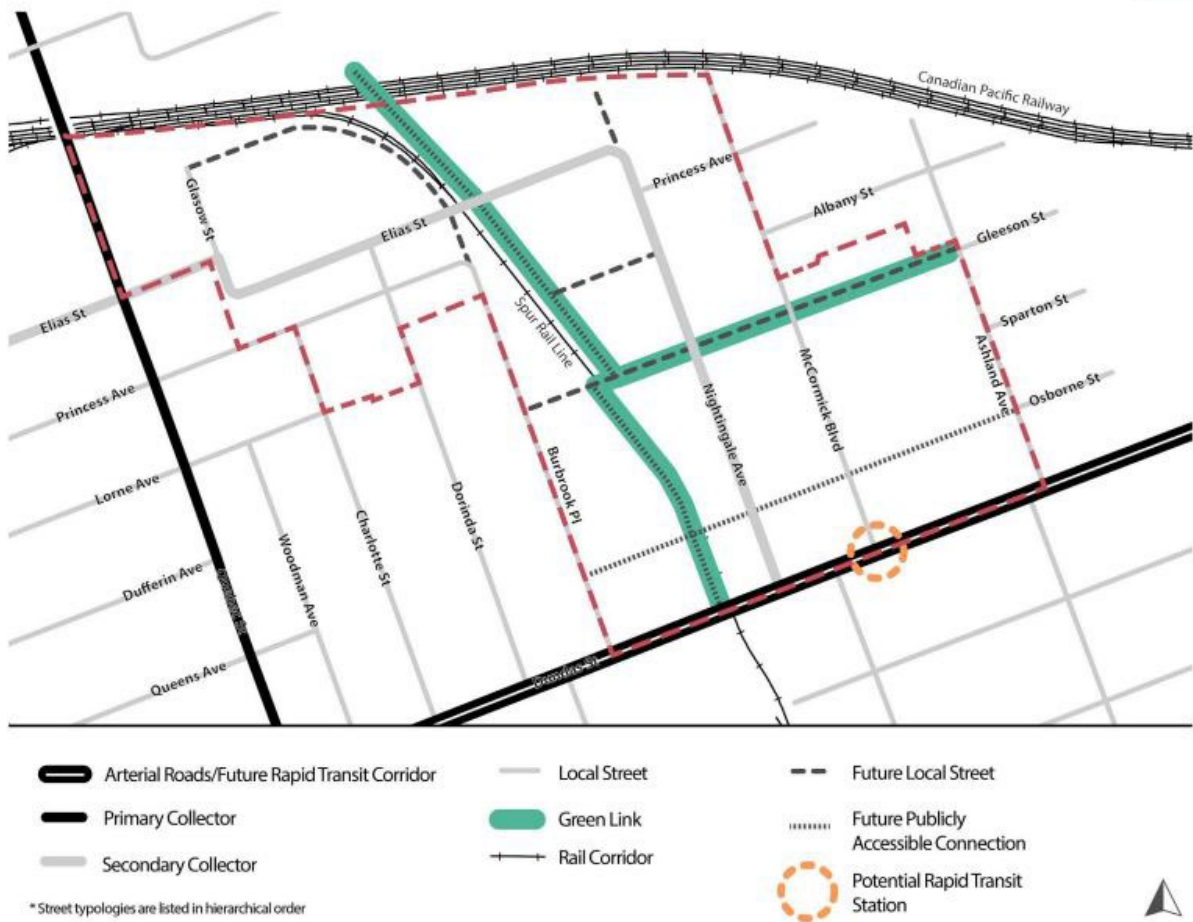 Canadian Pacific Railway
Princess Ave
Glasow St
Albany St
Elias St
Gleeson St
Elias St
Spur Rail Line
Sparton St
Ashland Ave
McCormick Blvd
Princess Ave
Nightingale Ave
Osborne St
Burbrook Pl
Lorne Ave
Dorinda St
Charlotte St
Woodman Ave
Dufferin Ave
Dundas St
Queens Ave
Arterial Roads/Future Rapid Transit Corridor
Local Street
Future Local Street
Primary Collector
Green Link
Future Publicly
Accessible Connection
Secondary Collector
Rail Corridor
Potential Rapid Transit
Station
* Street typologies are listed in hierarchical order